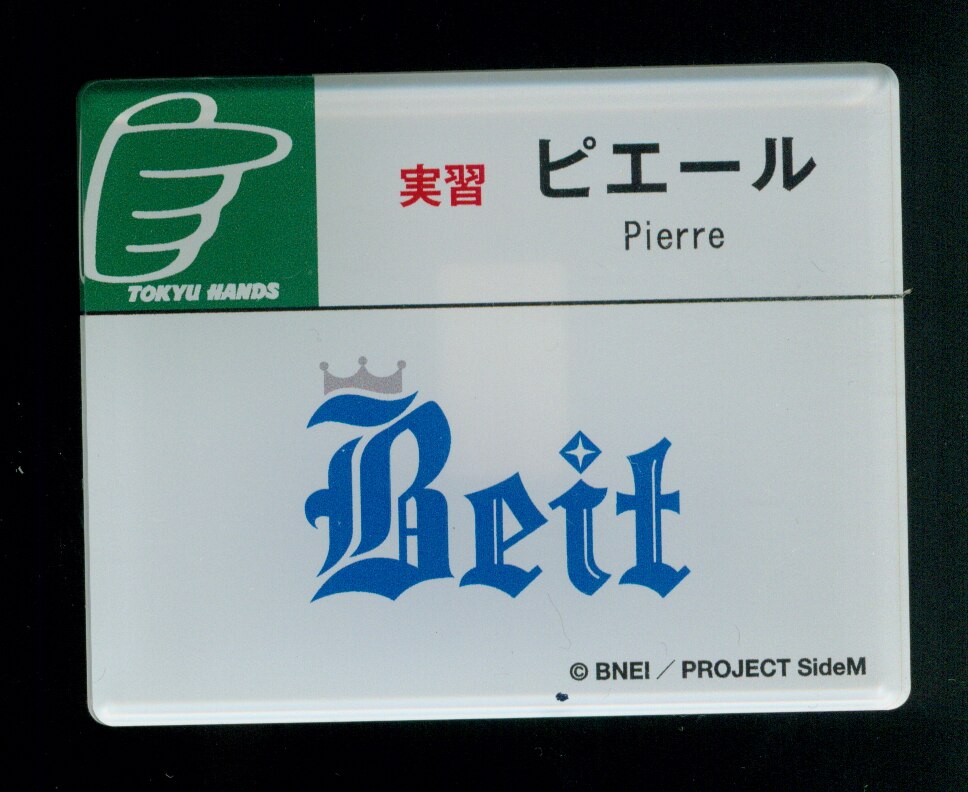 実習 ピエール
Pierre
TOKYU HANDS
Beit
© BNEI / PROJECT SideM